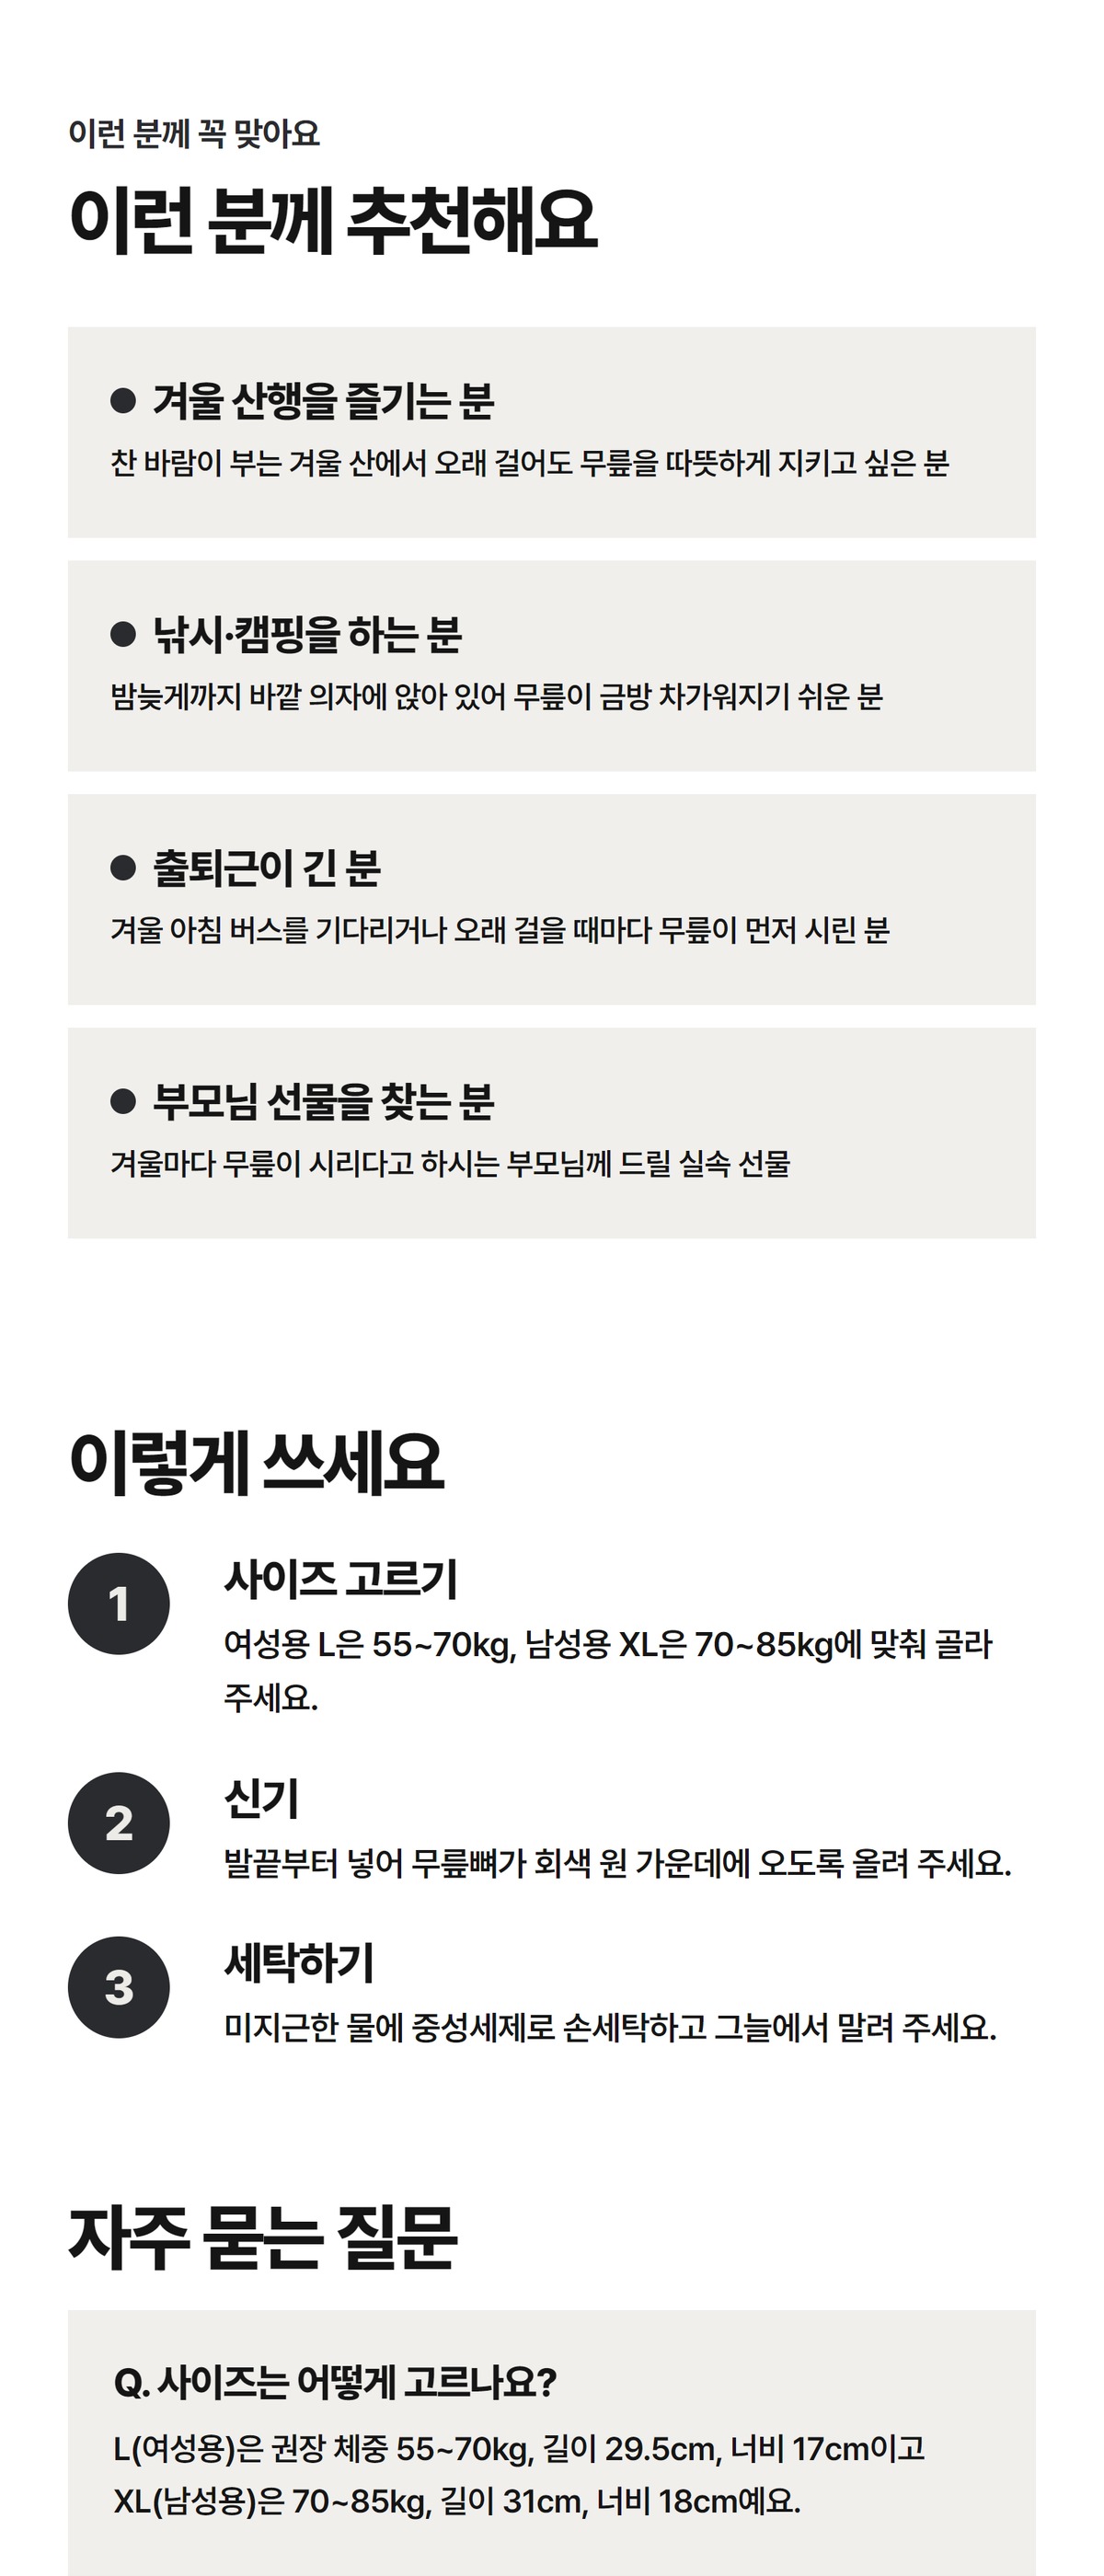 이런 분께 꼭 맞아요
이런 분께 추천해요
겨울 산행을 즐기는 분
찬 바람이 부는 겨울 산에서 오래 걸어도 무릎을 따뜻하게 지키고 싶은 분
낚시·캠핑을 하는 분
밤늦게까지 바깥 의자에 앉아 있어 무릎이 금방 차가워지기 쉬운 분
출퇴근이 긴 분
겨울 아침 버스를 기다리거나 오래 걸을 때마다 무릎이 먼저 시린 분
부모님 선물을 찾는 분
겨울마다 무릎이 시리다고 하시는 부모님께 드릴 실속 선물
이렇게 쓰세요
1
사이즈 고르기
여성용 L은 55~70kg, 남성용 XL은 70~85kg에 맞춰 골라
주세요.
2
신기
발끝부터 넣어 무릎뼈가 회색 원 가운데에 오도록 올려 주세요.
3
세탁하기
미지근한 물에 중성세제로 손세탁하고 그늘에서 말려 주세요.
자주 묻는 질문
Q. 사이즈는 어떻게 고르나요?
L(여성용)은 권장 체중 55~70kg, 길이 29.5cm, 너비 17cm이고
XL(남성용)은 70~85kg, 길이 31cm, 너비 18cm예요.